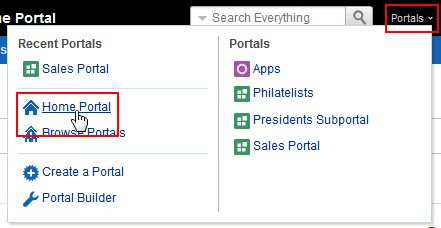 me Portal
Search Everything
Portals
s
Recent Portals
Sales Portal
Home Portal
Browse Portals
Create a Portal
Portal Builder
Portals
Apps
Philatelists
Presidents Subportal
Sales Portal